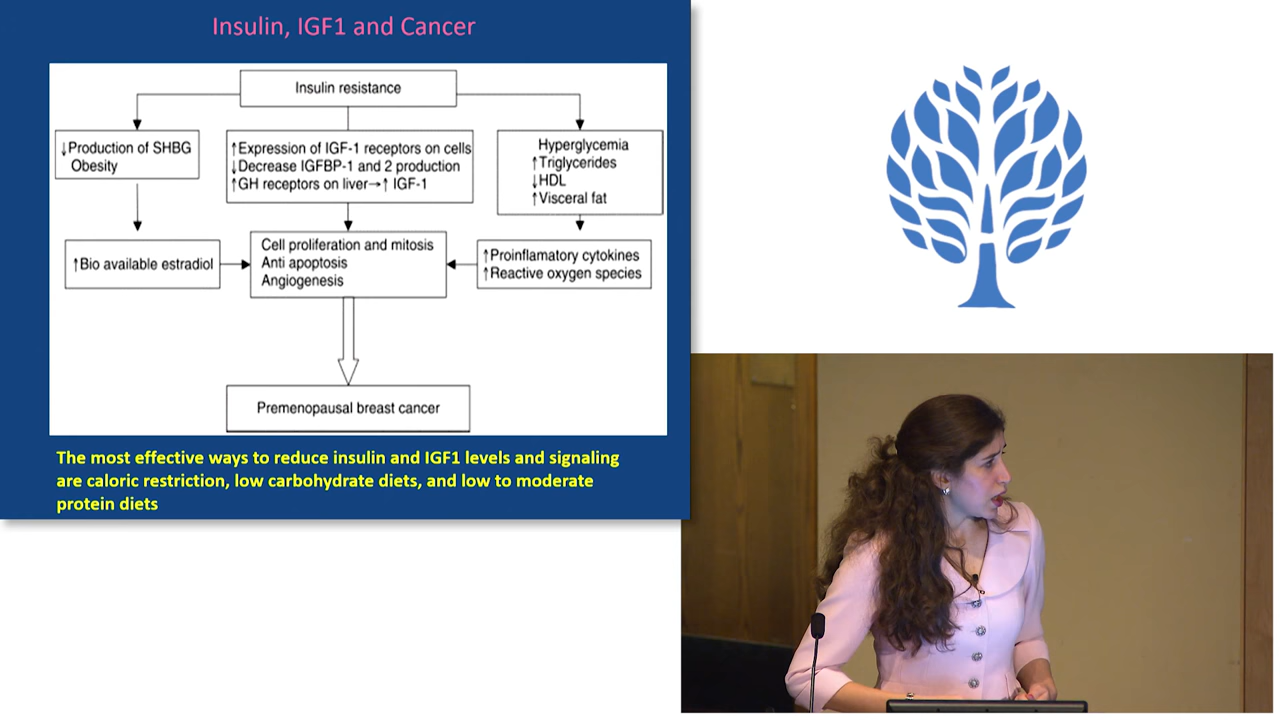 Insulin, IGF1 and Cancer
Insulin resistance
↓Production of SHBG
Obesity
↑Expression of IGF-1 receptors on cells
↓Decrease IGFBP-1 and 2 production
↑GH receptors on liver→↑ IGF-1
Hyperglycemia
↑Triglycerides
↓HDL
↑Visceral fat
↑Bio available estradiol
Cell proliferation and mitosis
Anti apoptosis
Angiogenesis
↑Proinflamatory cytokines
↑Reactive oxygen species
Premenopausal breast cancer
The most effective ways to reduce insulin and IGF1 levels and signaling
are caloric restriction, low carbohydrate diets, and low to moderate
protein diets